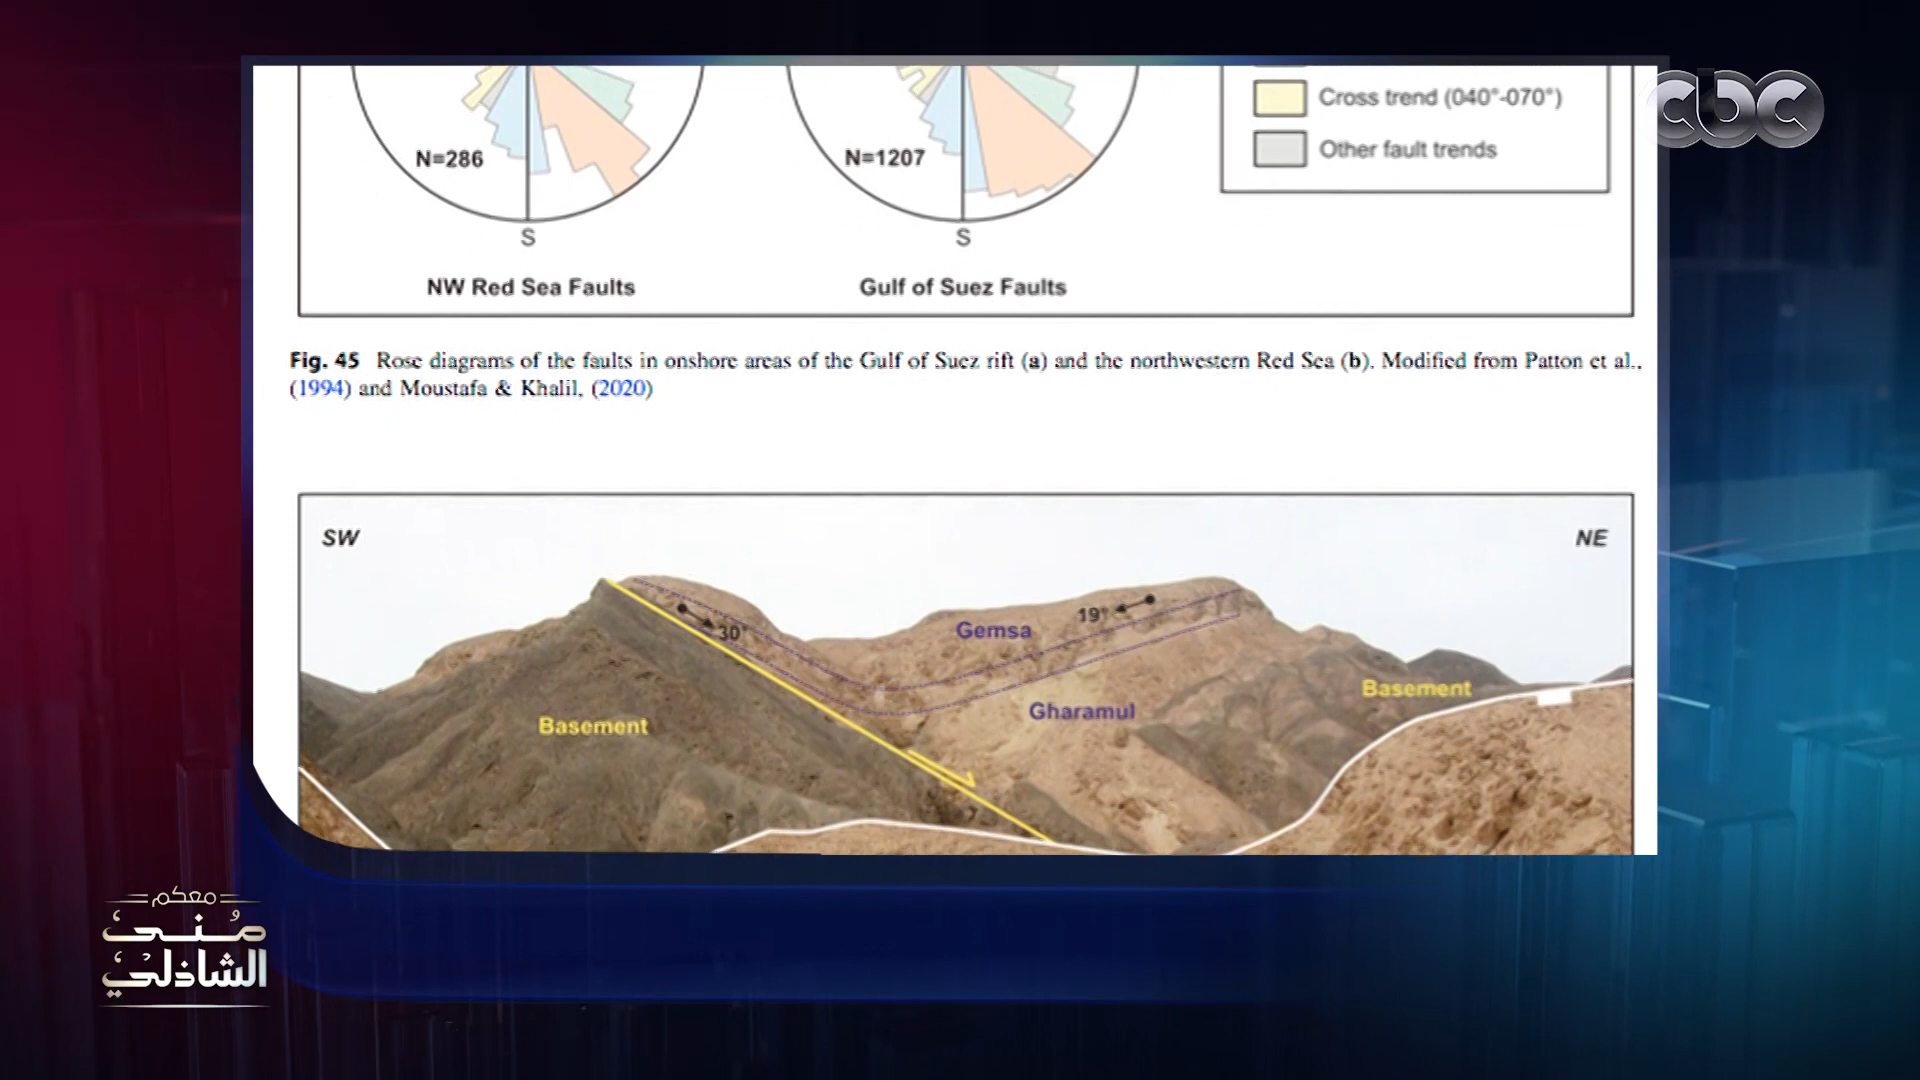 Cross trend (040°-070°)
Other fault trends
cbc
N=286
N=1207
S
S
NW Red Sea Faults
Gulf of Suez Faults
Fig. 45 Rose diagrams of the faults in onshore areas of the Gulf of Suez rift (a) and the northwestern Red Sea (b). Modified from Patton et al.,
(1994) and Moustafa & Khalil, (2020)
SW
NE
30°
19°
Gemsa
Basement
Gharamul
Basement
معكم
مُنى
الشاذلي